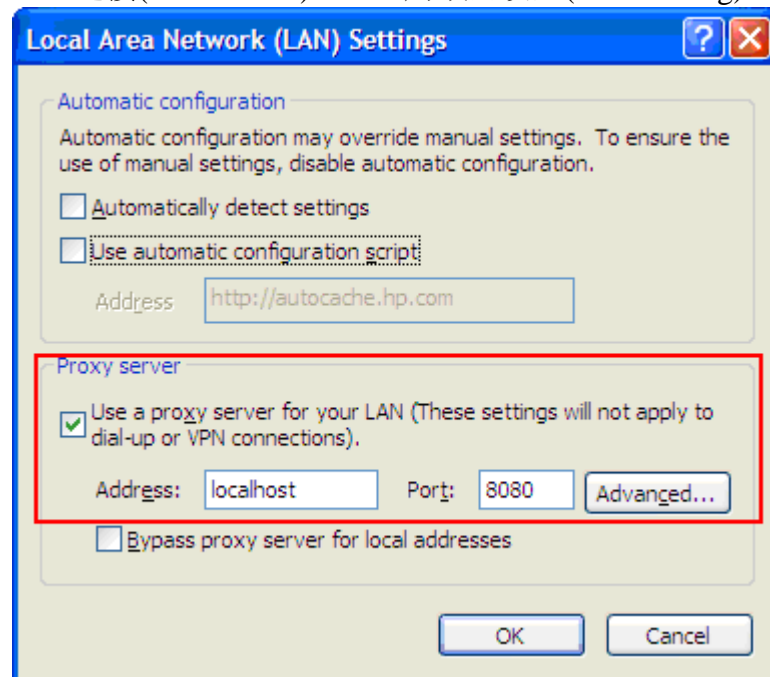 Local Area Network (LAN) Settings
Automatic configuration
Automatic configuration may override manual settings. To ensure the
use of manual settings, disable automatic configuration.
Automatically detect settings
Use automatic configuration script
Address http://autocache.hp.com
Proxy server
Use a proxy server for your LAN (These settings will not apply to
dial-up or VPN connections).
Address: localhost Port: 8080 Advanced...
Bypass proxy server for local addresses
OK Cancel